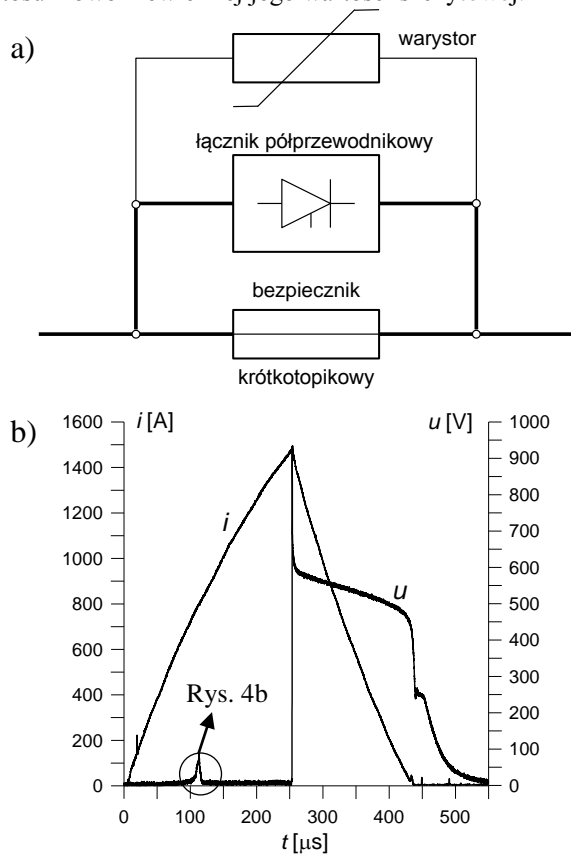 a)
warystor
łącznik półprzewodnikowy
bezpiecznik
krótkotopikowy
b)
i [A]
u [V]
1600
1400
1200
1000
800
600
400
200
0
1000
900
800
700
600
500
400
300
200
100
0
i
u
Rys. 4b
0
100
200
300
400
500
t [µs]